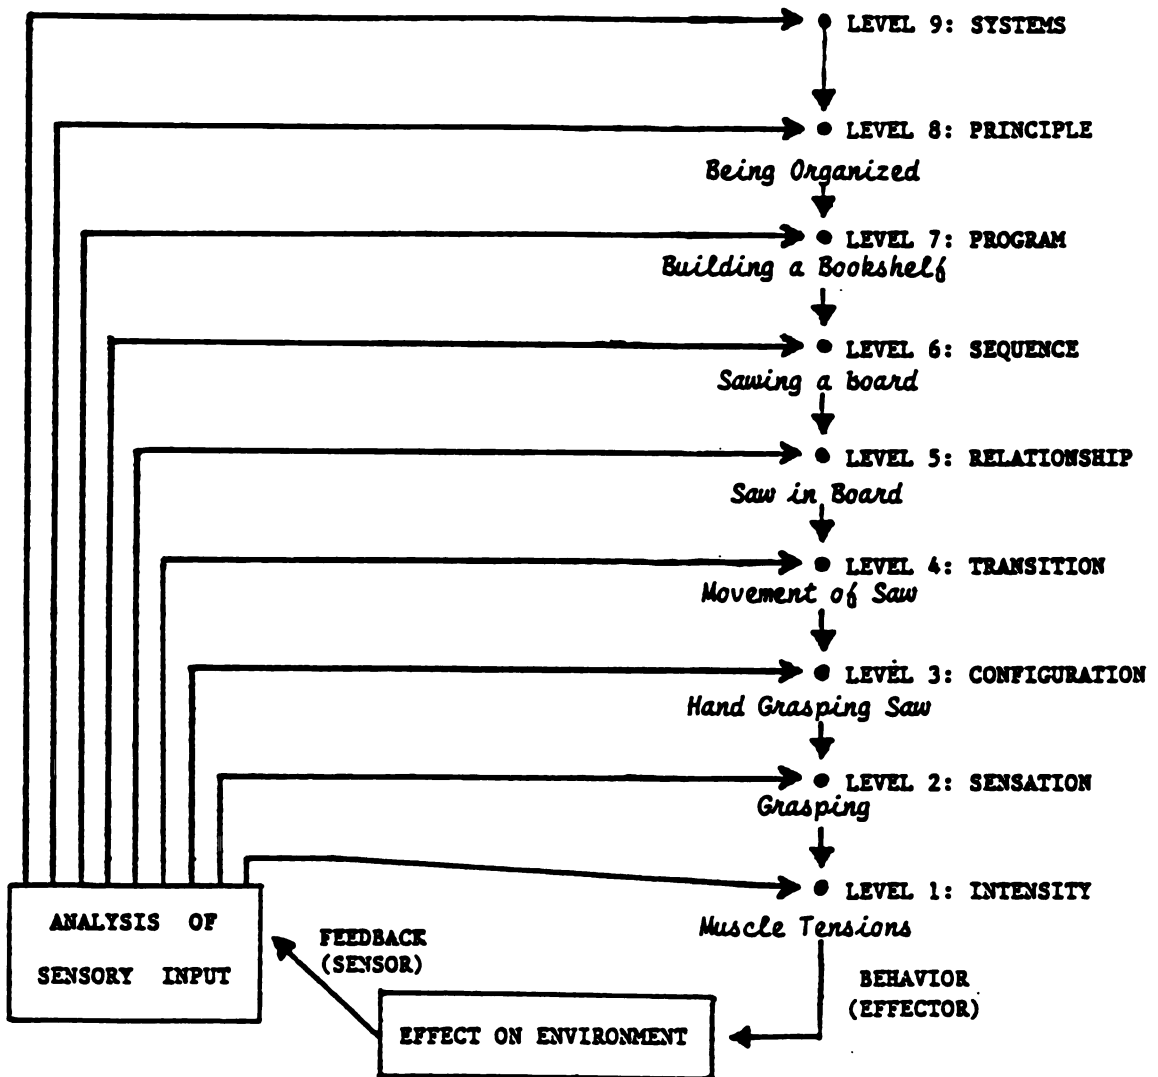 LEVEL 9: SYSTEMS
LEVEL 8: PRINCIPLE
Being Organized
LEVEL 7: PROGRAM
Building a Bookshelf
LEVEL 6: SEQUENCE
Sawing a Board
LEVEL 5: RELATIONSHIP
Saw in Board
LEVEL 4: TRANSITION
Movement of Saw
LEVEL 3: CONFIGURATION
Hand Grasping Saw
LEVEL 2: SENSATION
Grasping
LEVEL 1: INTENSITY
Muscle Tensions
ANALYSIS OF
SENSORY INPUT
FEEDBACK
(SENSOR)
BEHAVIOR
(EFFECTOR)
EFFECT ON ENVIRONMENT